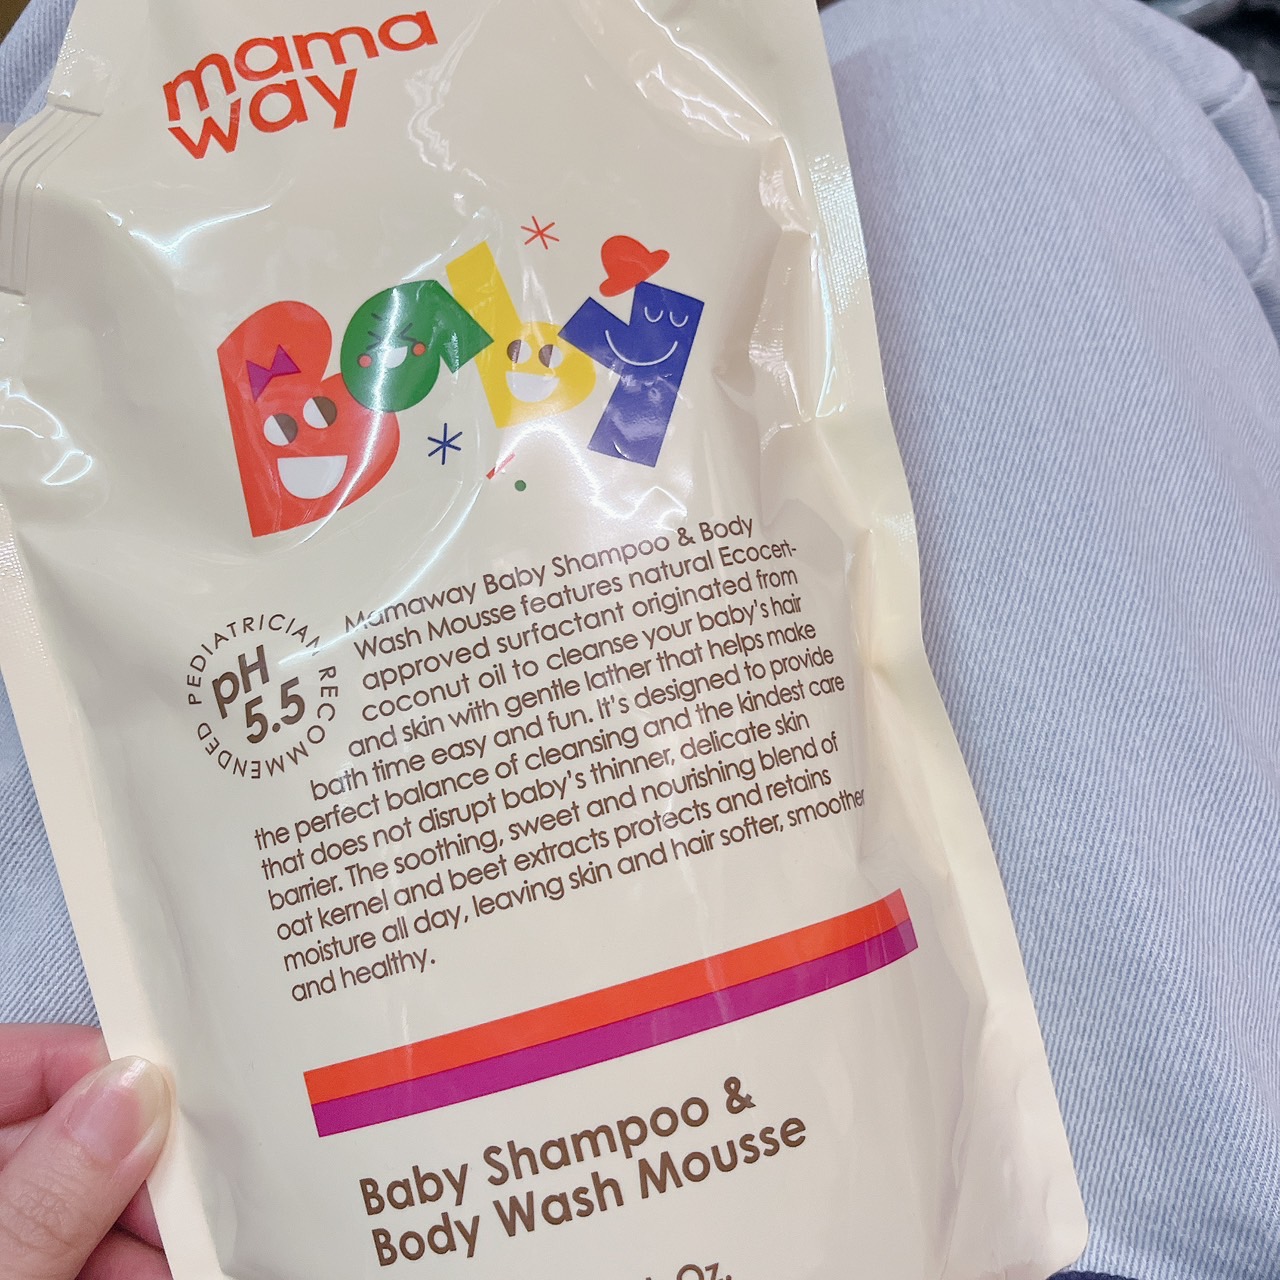 mama
way
Baby
PEDIATRICIAN RECOMMENDED
pH
5.5
Mamaway Baby Shampoo & Body
Wash Mousse features natural Ecocert-
approved surfactant originated from
coconut oil to cleanse your baby's hair
and skin with gentle lather that helps make
bath time easy and fun. It's designed to provide
the perfect balance of cleansing and the kindest care
that does not disrupt baby's thinner, delicate skin
barrier. The soothing, sweet and nourishing blend of
oat kernel and beet extracts protects and retains
moisture all day, leaving skin and hair softer, smoother
and healthy.
Baby Shampoo &
Body Wash Mousse
Oz.